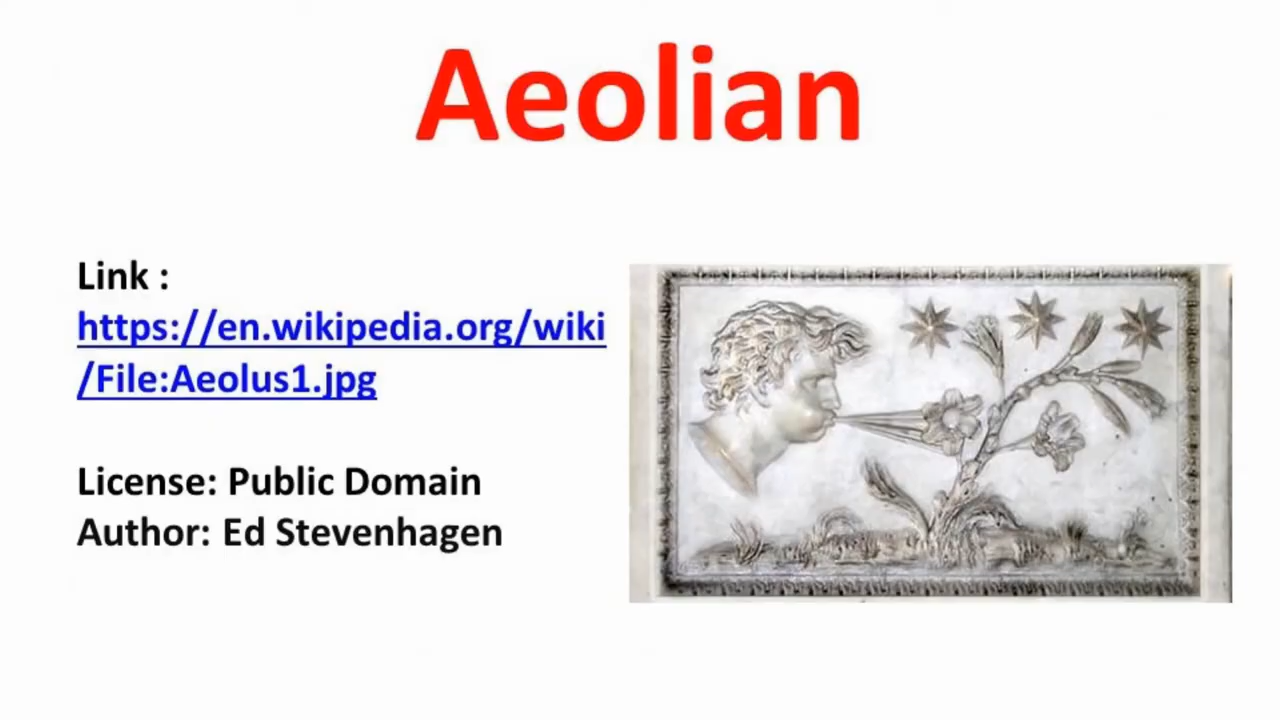 Aeolian
Link :
https://en.wikipedia.org/wiki
/File:Aeolus1.jpg
License: Public Domain
Author: Ed Stevenhagen